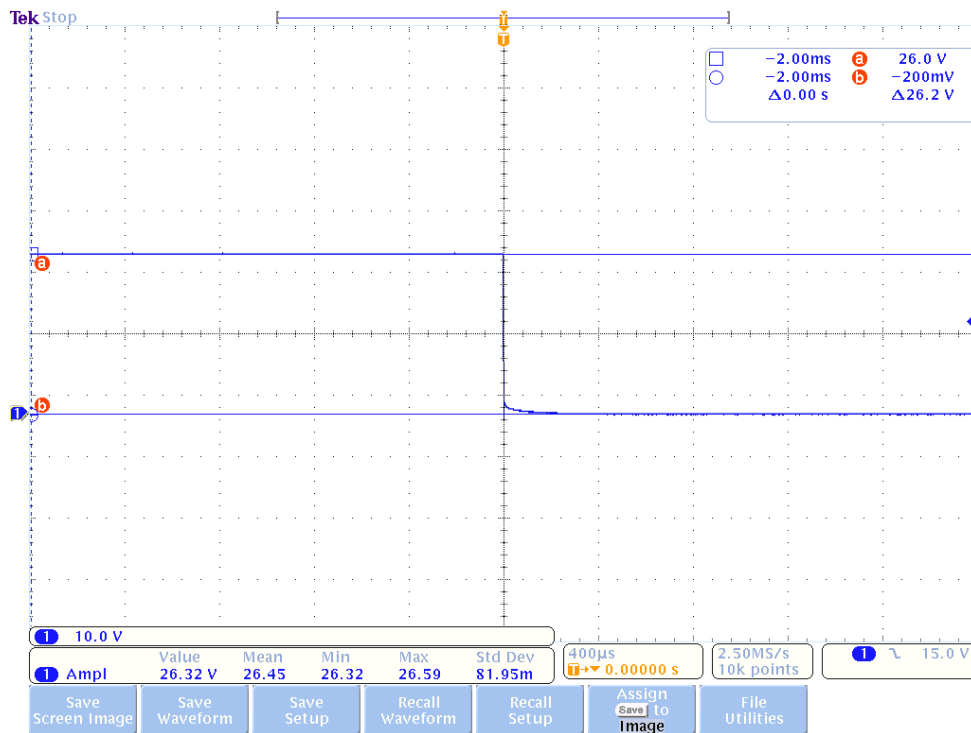 Tek Stop
T
T
−2.00ms a 26.0 V
−2.00ms b −200mV
Δ0.00 s Δ26.2 V
a
b
1
1 10.0 V
Value Mean Min Max Std Dev
1 Ampl 26.32 V 26.45 26.32 26.59 81.95m
400µs
T→▼ 0.00000 s
2.50MS/s
10k points
1 15.0 V
Save
Screen Image
Save
Waveform
Save
Setup
Recall
Waveform
Recall
Setup
Assign
Save to
Image
File
Utilities